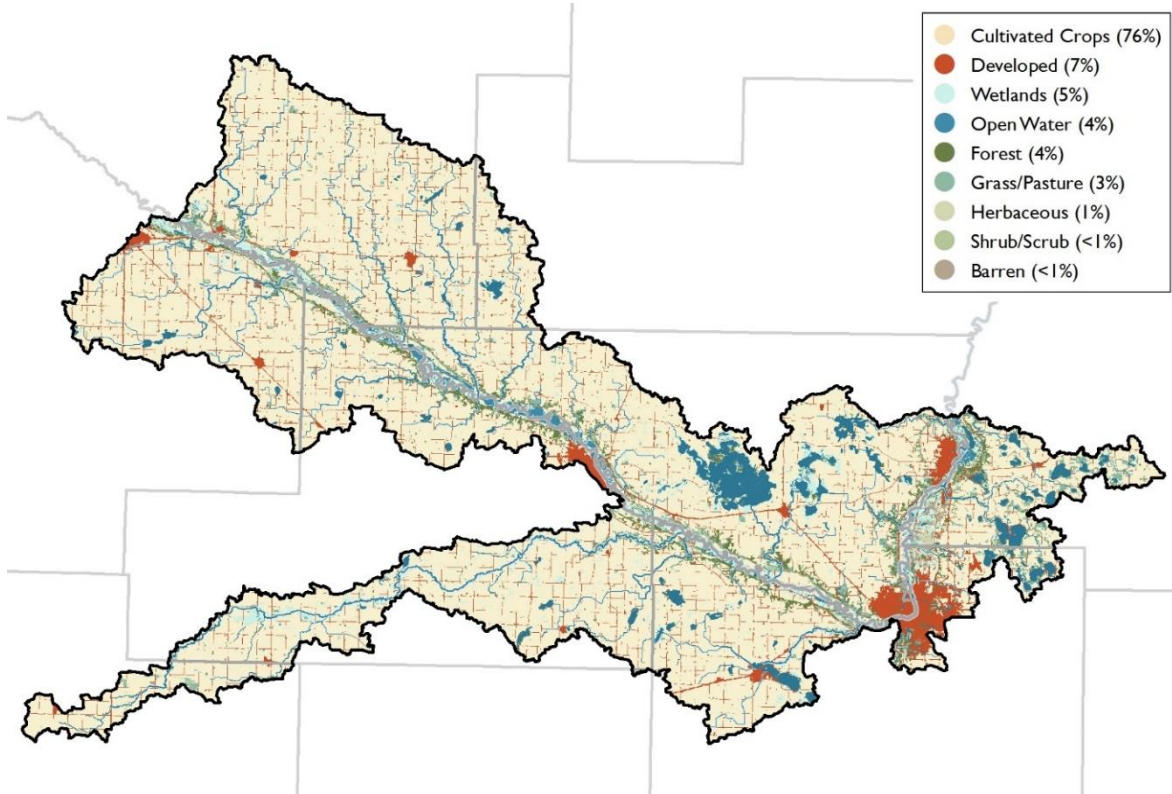 Cultivated Crops (76%)
Developed (7%)
Wetlands (5%)
Open Water (4%)
Forest (4%)
Grass/Pasture (3%)
Herbaceous (1%)
Shrub/Scrub (<1%)
Barren (<1%)